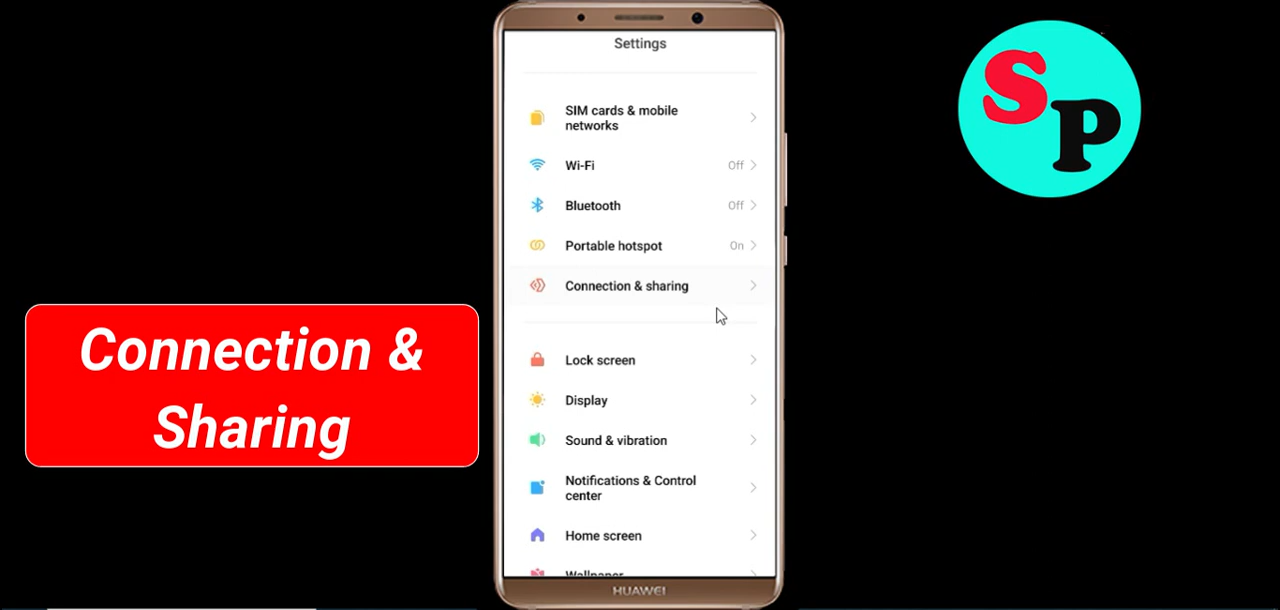 Settings
SIM cards & mobile
networks
Wi-Fi Off
Bluetooth Off
Portable hotspot On
Connection & sharing
Lock screen
Display
Sound & vibration
Notifications & Control
center
Home screen
Wallpaper
HUAWEI
Connection &
Sharing
SP